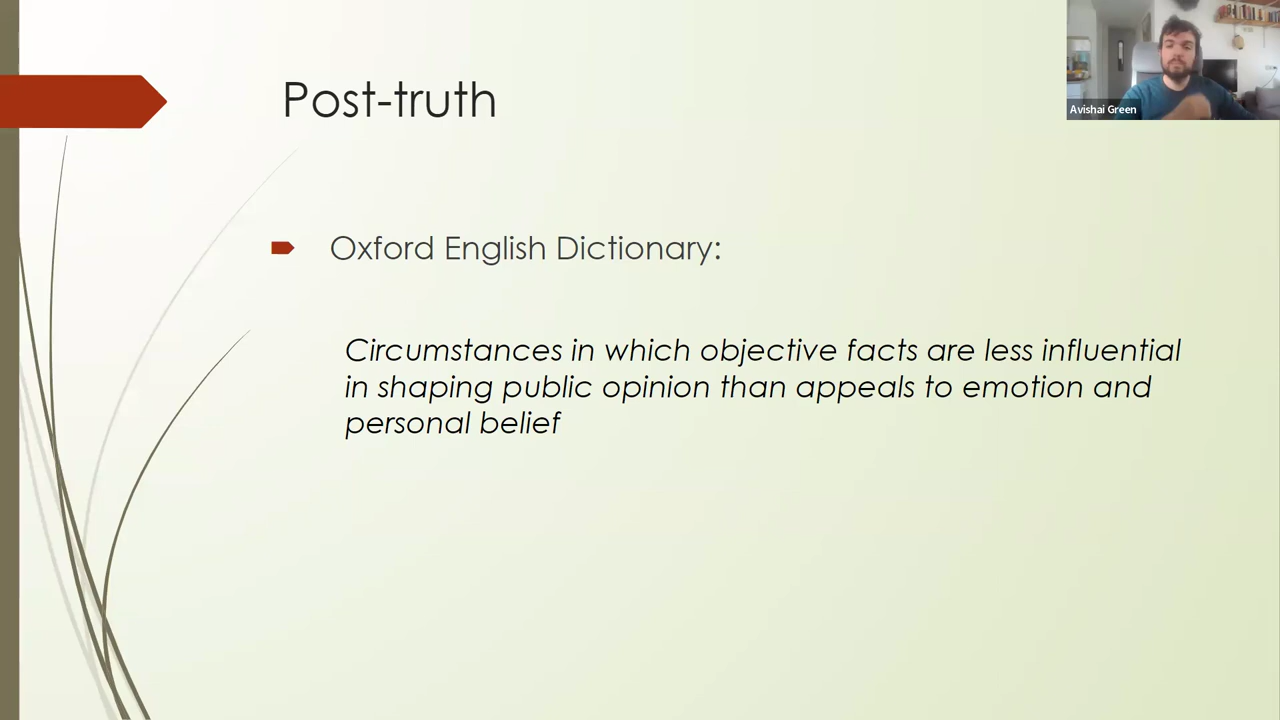 Post-truth
Avishai Green
Oxford English Dictionary:
Circumstances in which objective facts are less influential
in shaping public opinion than appeals to emotion and
personal belief